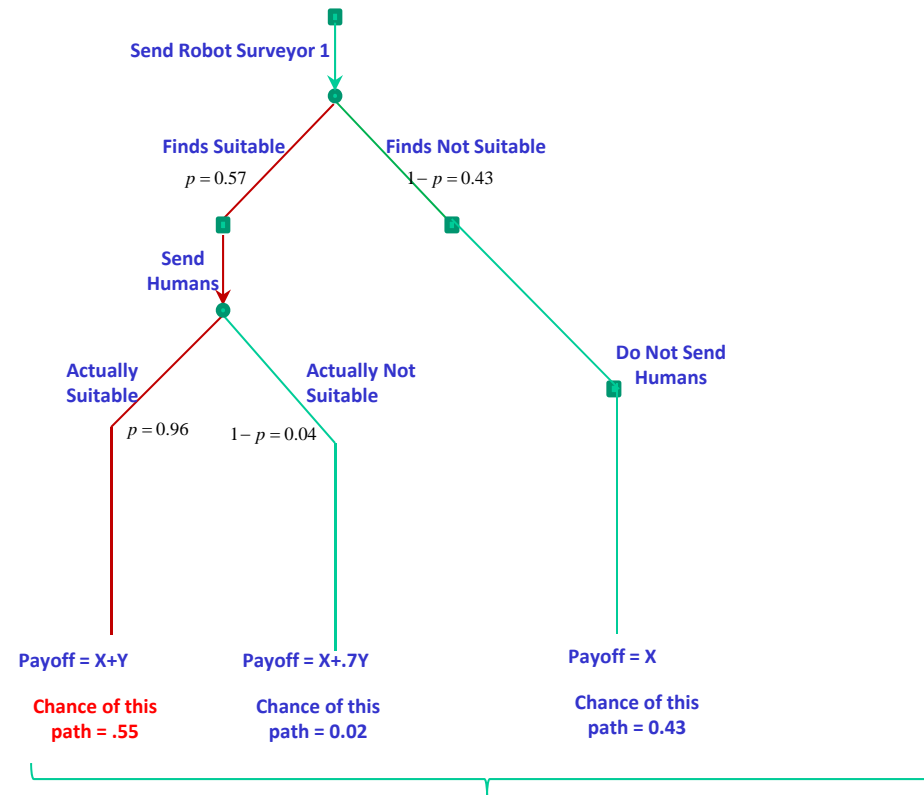 Send Robot Surveyor 1
Finds Suitable
p = 0.57
Finds Not Suitable
1− p = 0.43
Send
Humans
Actually
Suitable
p = 0.96
Actually Not
Suitable
1− p = 0.04
Do Not Send
Humans
Payoff = X+Y
Payoff = X+.7Y
Payoff = X
Chance of this
path = .55
Chance of this
path = 0.02
Chance of this
path = 0.43